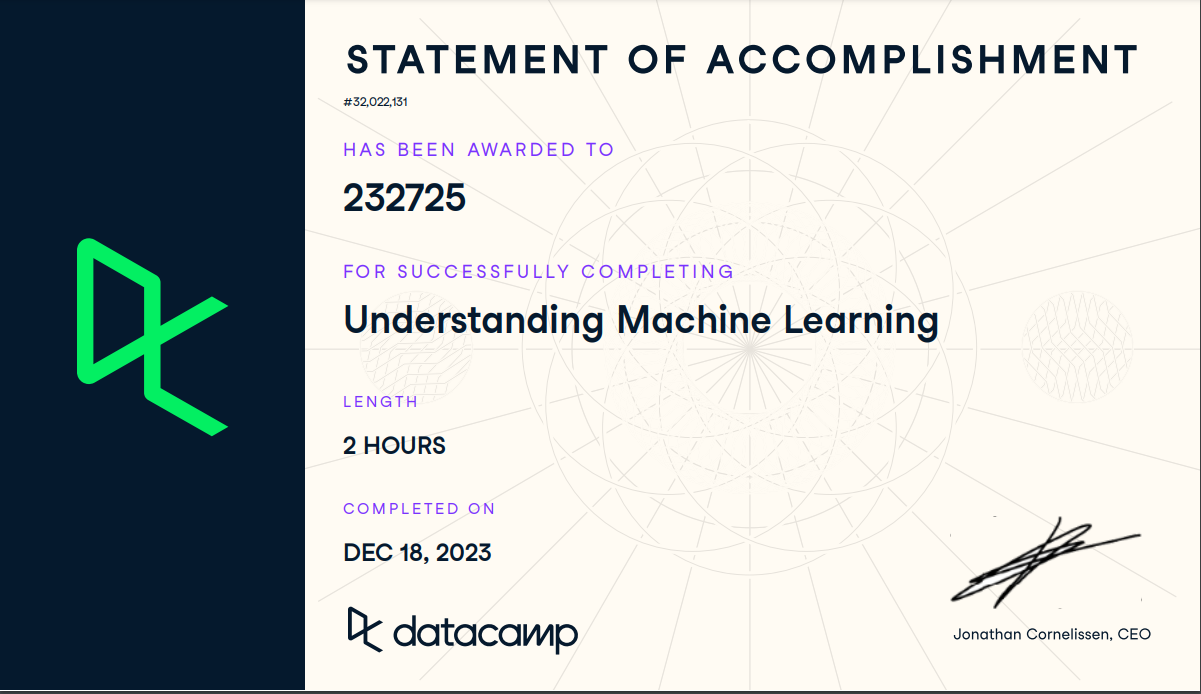 STATEMENT OF ACCOMPLISHMENT
#32,022,131
HAS BEEN AWARDED TO
232725
FOR SUCCESSFULLY COMPLETING
Understanding Machine Learning
LENGTH
2 HOURS
COMPLETED ON
DEC 18, 2023
datacamp
Jonathan Cornelissen, CEO